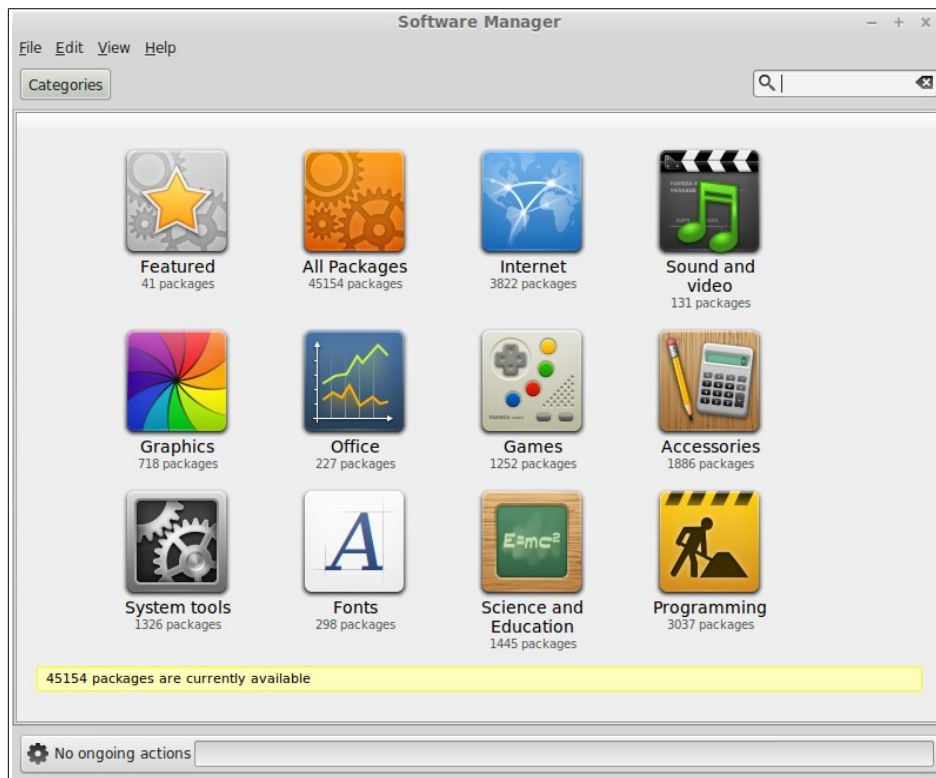 Software Manager
File Edit View Help
Categories
Featured
41 packages
All Packages
45154 packages
Internet
3822 packages
Sound and
video
131 packages
Graphics
718 packages
Office
227 packages
Games
1252 packages
Accessories
1886 packages
E=mc²
System tools
1326 packages
Fonts
298 packages
Science and
Education
1445 packages
Programming
3037 packages
45154 packages are currently available
No ongoing actions